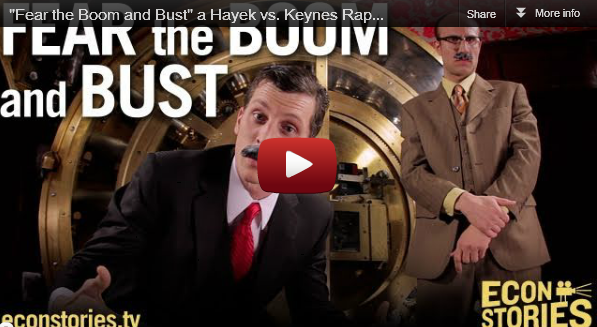 "Fear the Boom and Bust" a Hayek vs. Keynes Rap...
Share
More info
FEAR the BOOM
and BUST
econstories.tv
ECON
STORIES